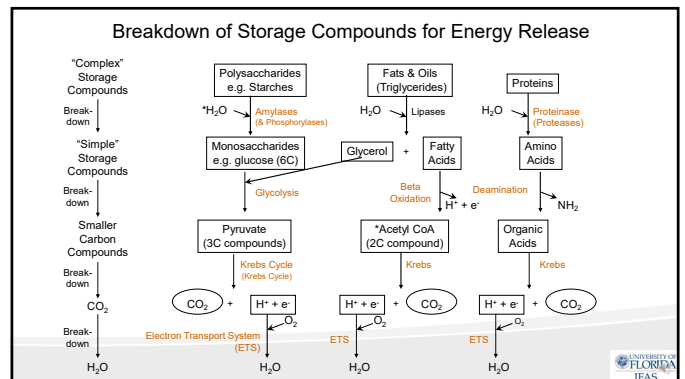 Breakdown of Storage Compounds for Energy Release
"Complex"
Storage
Compounds
Break-
down
"Simple"
Storage
Compounds
Break-
down
Smaller
Carbon
Compounds
Break-
down
CO₂
Break-
down
H₂O
Polysaccharides
e.g. Starches
*H₂O
Amylases
(& Phosphorylases)
Monosaccharides
e.g. glucose (6C)
Glycolysis
Pyruvate
(3C compounds)
Krebs Cycle
(Krebs Cycle)
CO₂ + H⁺ + e⁻
O₂
Electron Transport System
(ETS)
H₂O
Fats & Oils
(Triglycerides)
H₂O
Lipases
Glycerol + Fatty
Acids
Beta
Oxidation
H⁺ + e⁻
*Acetyl CoA
(2C compound)
Krebs
H⁺ + e⁻ + CO₂
O₂
ETS
H₂O
Proteins
H₂O
Proteinase
(Proteases)
Amino
Acids
Deamination
NH₂
Organic
Acids
Krebs
H⁺ + e⁻ + CO₂
O₂
ETS
H₂O
UNIVERSITY of
FLORIDA
IFAS